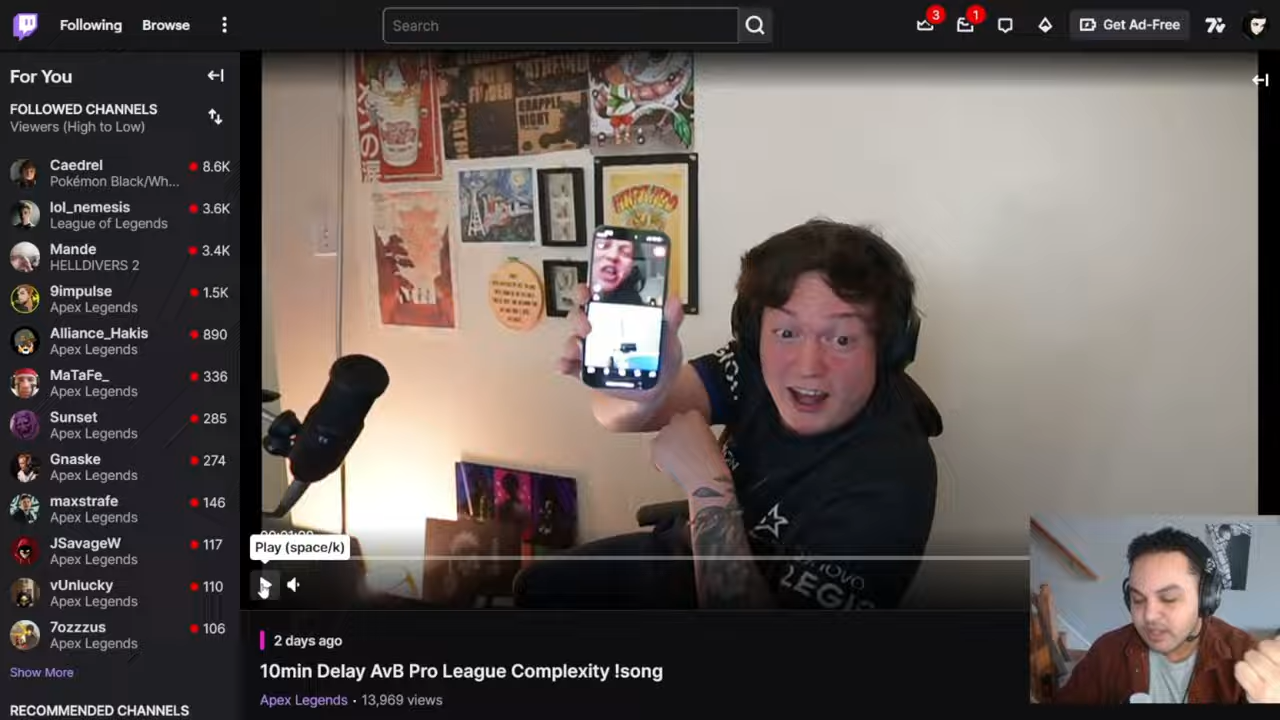 Following
Browse
Search
3
1
Get Ad-Free
For You
FOLLOWED CHANNELS
Viewers (High to Low)
Caedrel
8.6K
Pokémon Black/Wh...
lol_nemesis
3.6K
League of Legends
Mande
3.4K
HELLDIVERS 2
9impulse
1.5K
Apex Legends
Alliance_Hakis
890
Apex Legends
MaTaFe_
336
Apex Legends
Sunset
285
Apex Legends
Gnaske
274
Apex Legends
maxstrafe
146
Apex Legends
JSavageW
117
Apex Legends
vUnlucky
110
Apex Legends
7ozzzus
106
Apex Legends
Show More
RECOMMENDED CHANNELS
GRAPPLE
NIGHT
LENOVO
LEGI
Play (space/k)
2 days ago
10min Delay AvB Pro League Complexity !song
Apex Legends · 13,969 views